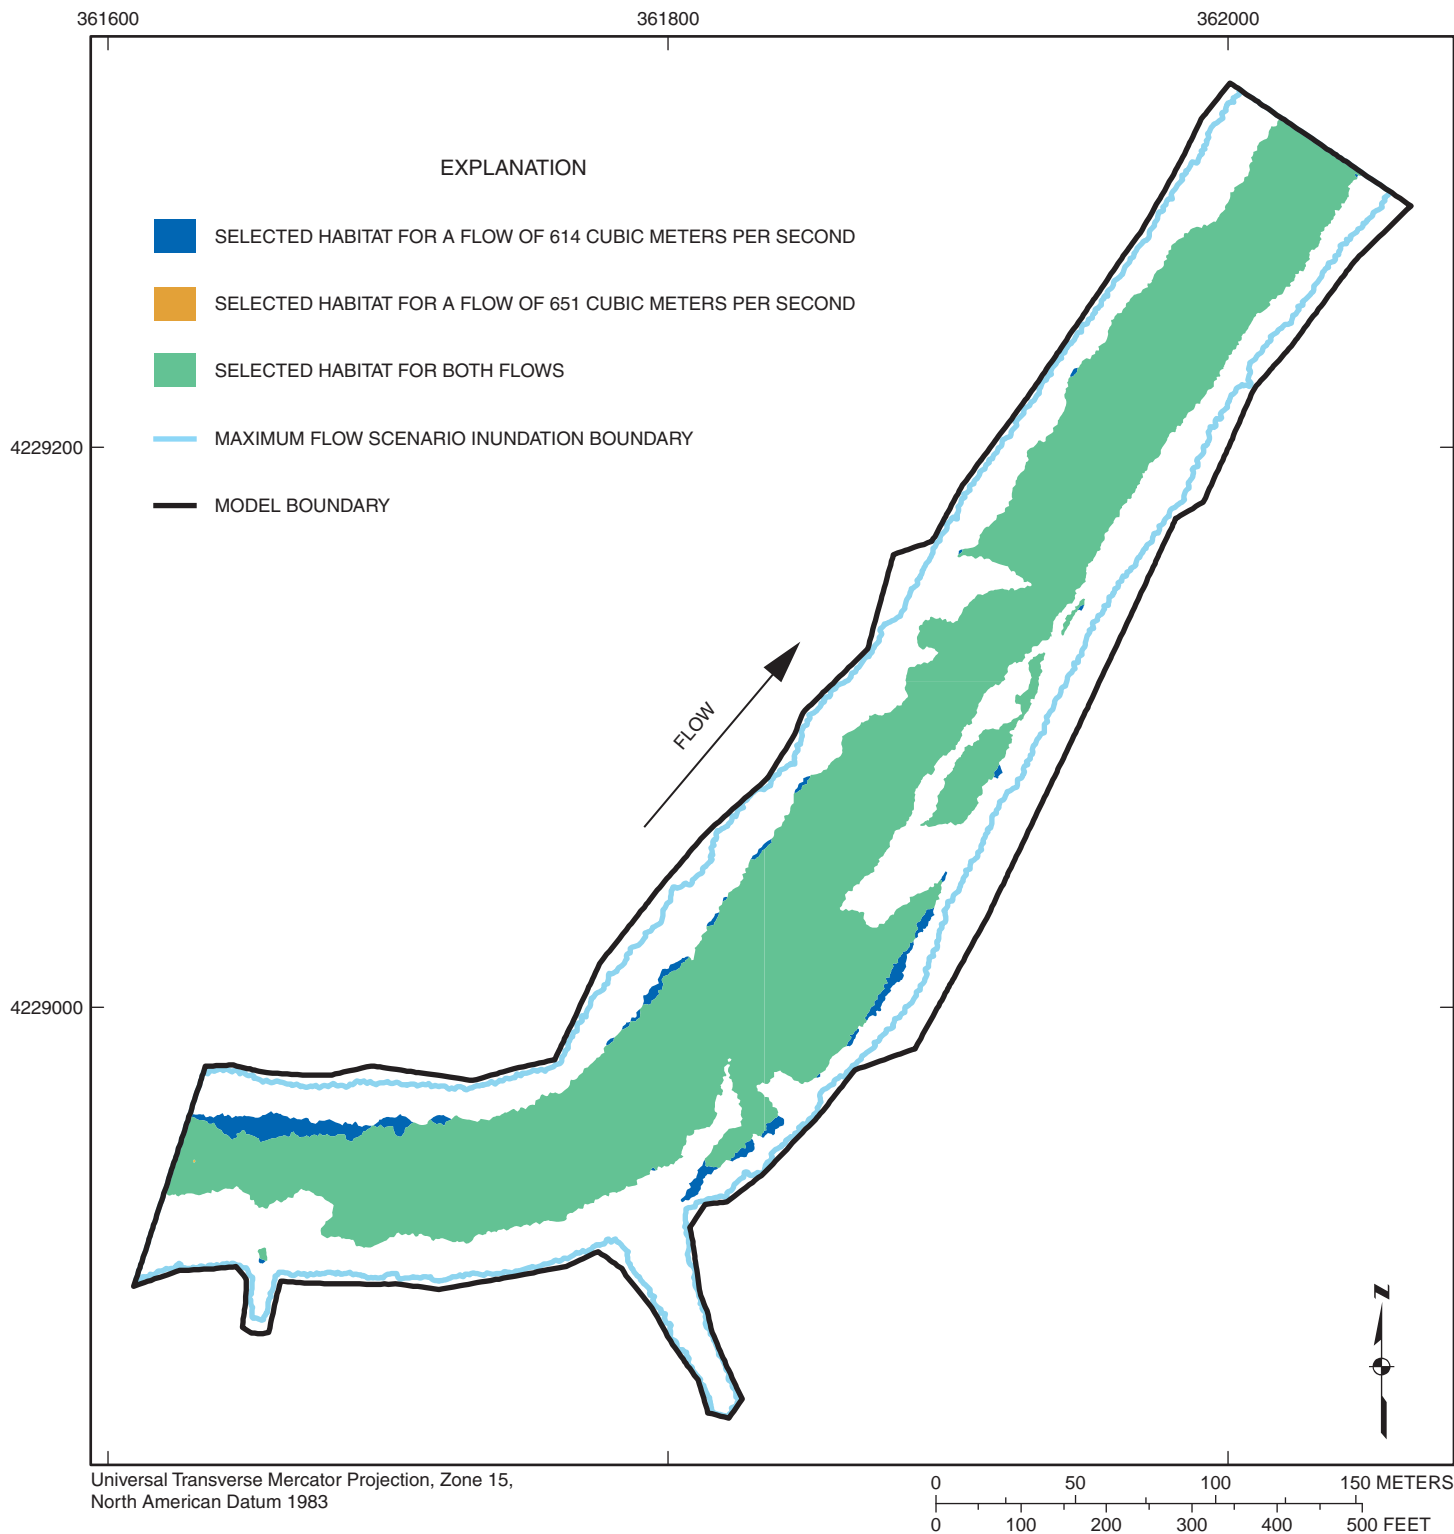 361600 361800 362000
EXPLANATION
SELECTED HABITAT FOR A FLOW OF 614 CUBIC METERS PER SECOND
SELECTED HABITAT FOR A FLOW OF 651 CUBIC METERS PER SECOND
SELECTED HABITAT FOR BOTH FLOWS
MAXIMUM FLOW SCENARIO INUNDATION BOUNDARY
MODEL BOUNDARY
4229200
FLOW
4229000
N
Universal Transverse Mercator Projection, Zone 15,
North American Datum 1983
0 50 100 150 METERS
0 100 200 300 400 500 FEET